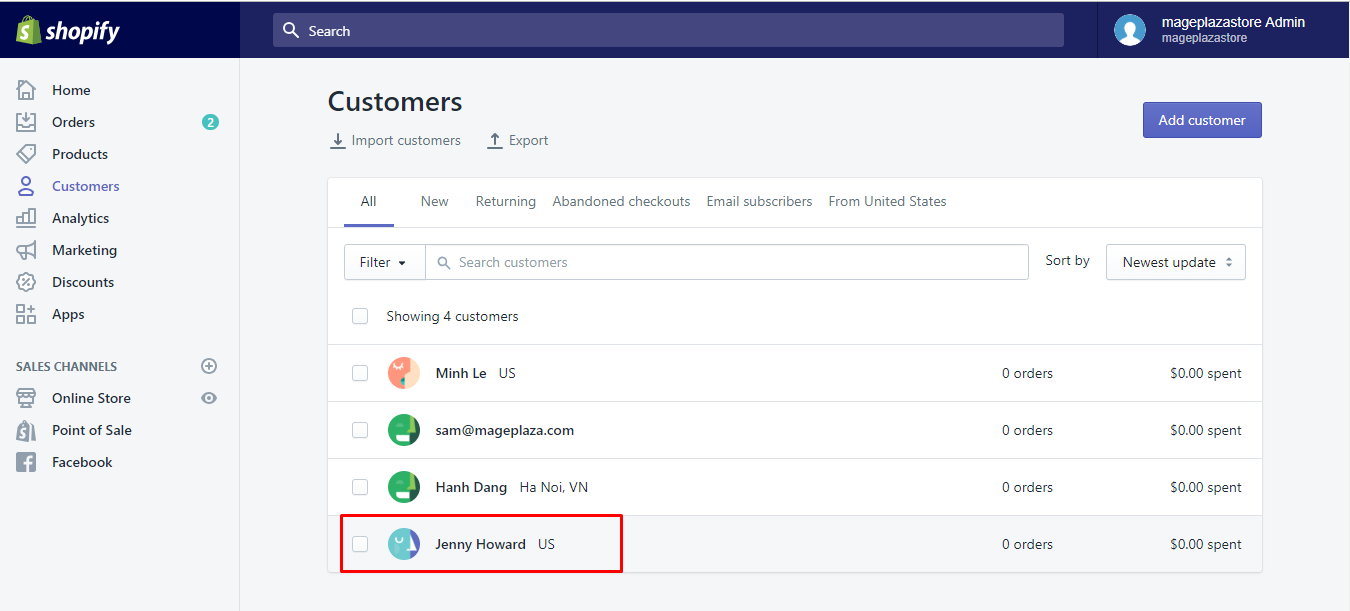 shopify
Search
mageplazastore Admin
mageplazastore
Home
Orders 2
Products
Customers
Analytics
Marketing
Discounts
Apps
SALES CHANNELS
Online Store
Point of Sale
Facebook
Customers
Import customers Export
Add customer
All New Returning Abandoned checkouts Email subscribers From United States
Filter Search customers Sort by Newest update
Showing 4 customers
Minh Le US 0 orders $0.00 spent
sam@mageplaza.com 0 orders $0.00 spent
Hanh Dang Ha Noi, VN 0 orders $0.00 spent
Jenny Howard US 0 orders $0.00 spent